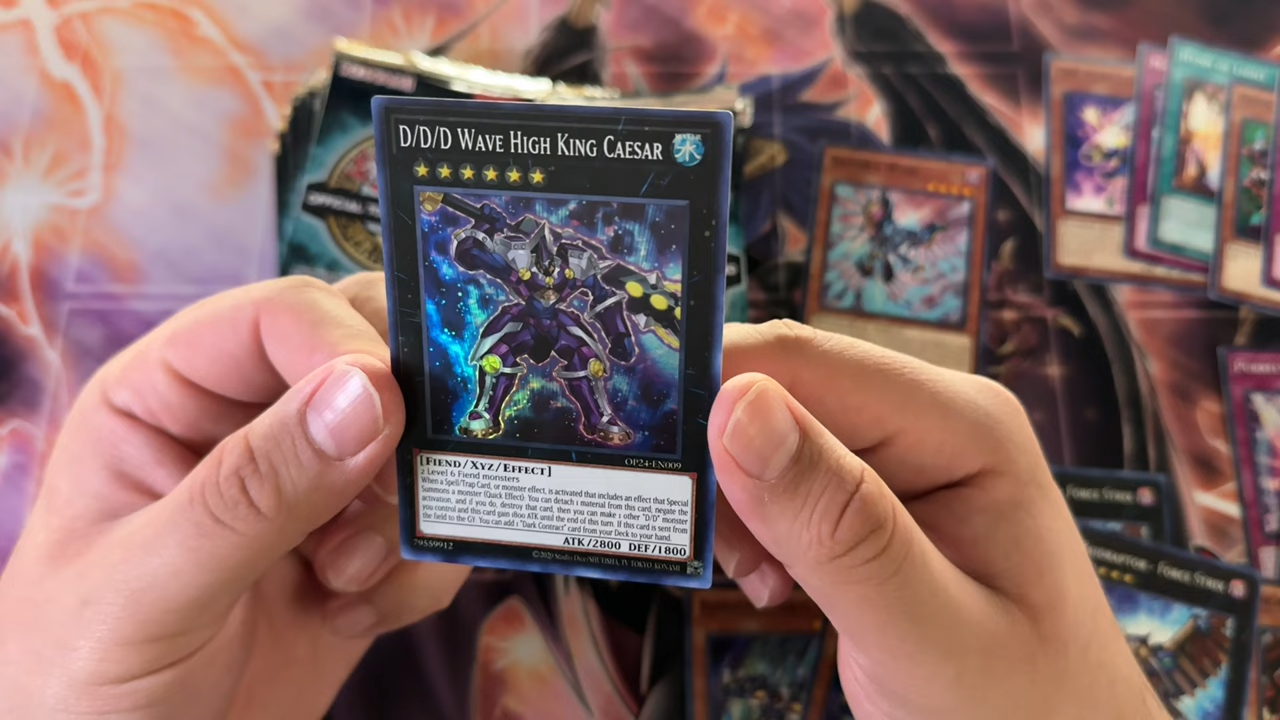 D/D/D Wave High King Caesar
WATER
水
OP24-EN009
[Fiend/Xyz/Effect]
2 Level 6 Fiend monsters
When a Spell/Trap Card, or monster effect, is activated that includes an effect that Special
Summons a monster (Quick Effect): You can detach 1 material from this card; negate the
activation, and if you do, destroy that card, then you can make 1 other "D/D" monster
you control and this card gain 1800 ATK until the end of this turn. If this card is sent from
the field to the GY: You can add 1 "Dark Contract" card from your Deck to your hand.
ATK/2800 DEF/1800
79559912
©2020 Studio Dice/SHUEISHA, TV TOKYO, KONAMI
OFFICIAL
Force Strix
Force Strix